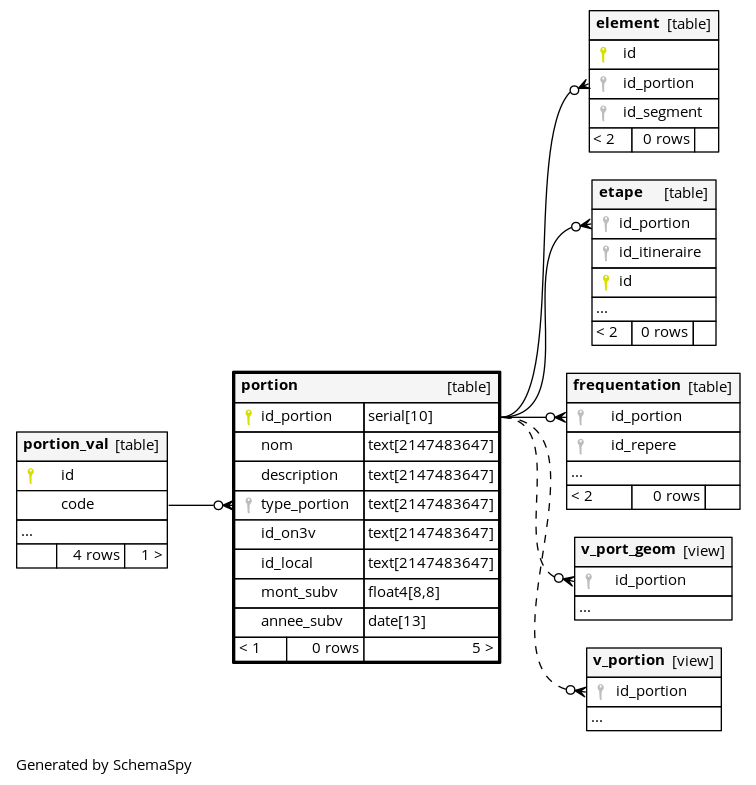 element [table]
id
id_portion
id_segment
< 2 0 rows
etape [table]
id_portion
id_itineraire
id
...
< 2 0 rows
portion [table]
id_portion serial[10]
nom text[2147483647]
description text[2147483647]
type_portion text[2147483647]
id_on3v text[2147483647]
id_local text[2147483647]
mont_subv float4[8,8]
annee_subv date[13]
< 1 0 rows 5 >
frequentation [table]
id_portion
id_repere
...
< 2 0 rows
portion_val [table]
id
code
...
4 rows 1 >
v_port_geom [view]
id_portion
...
v_portion [view]
id_portion
...
Generated by SchemaSpy